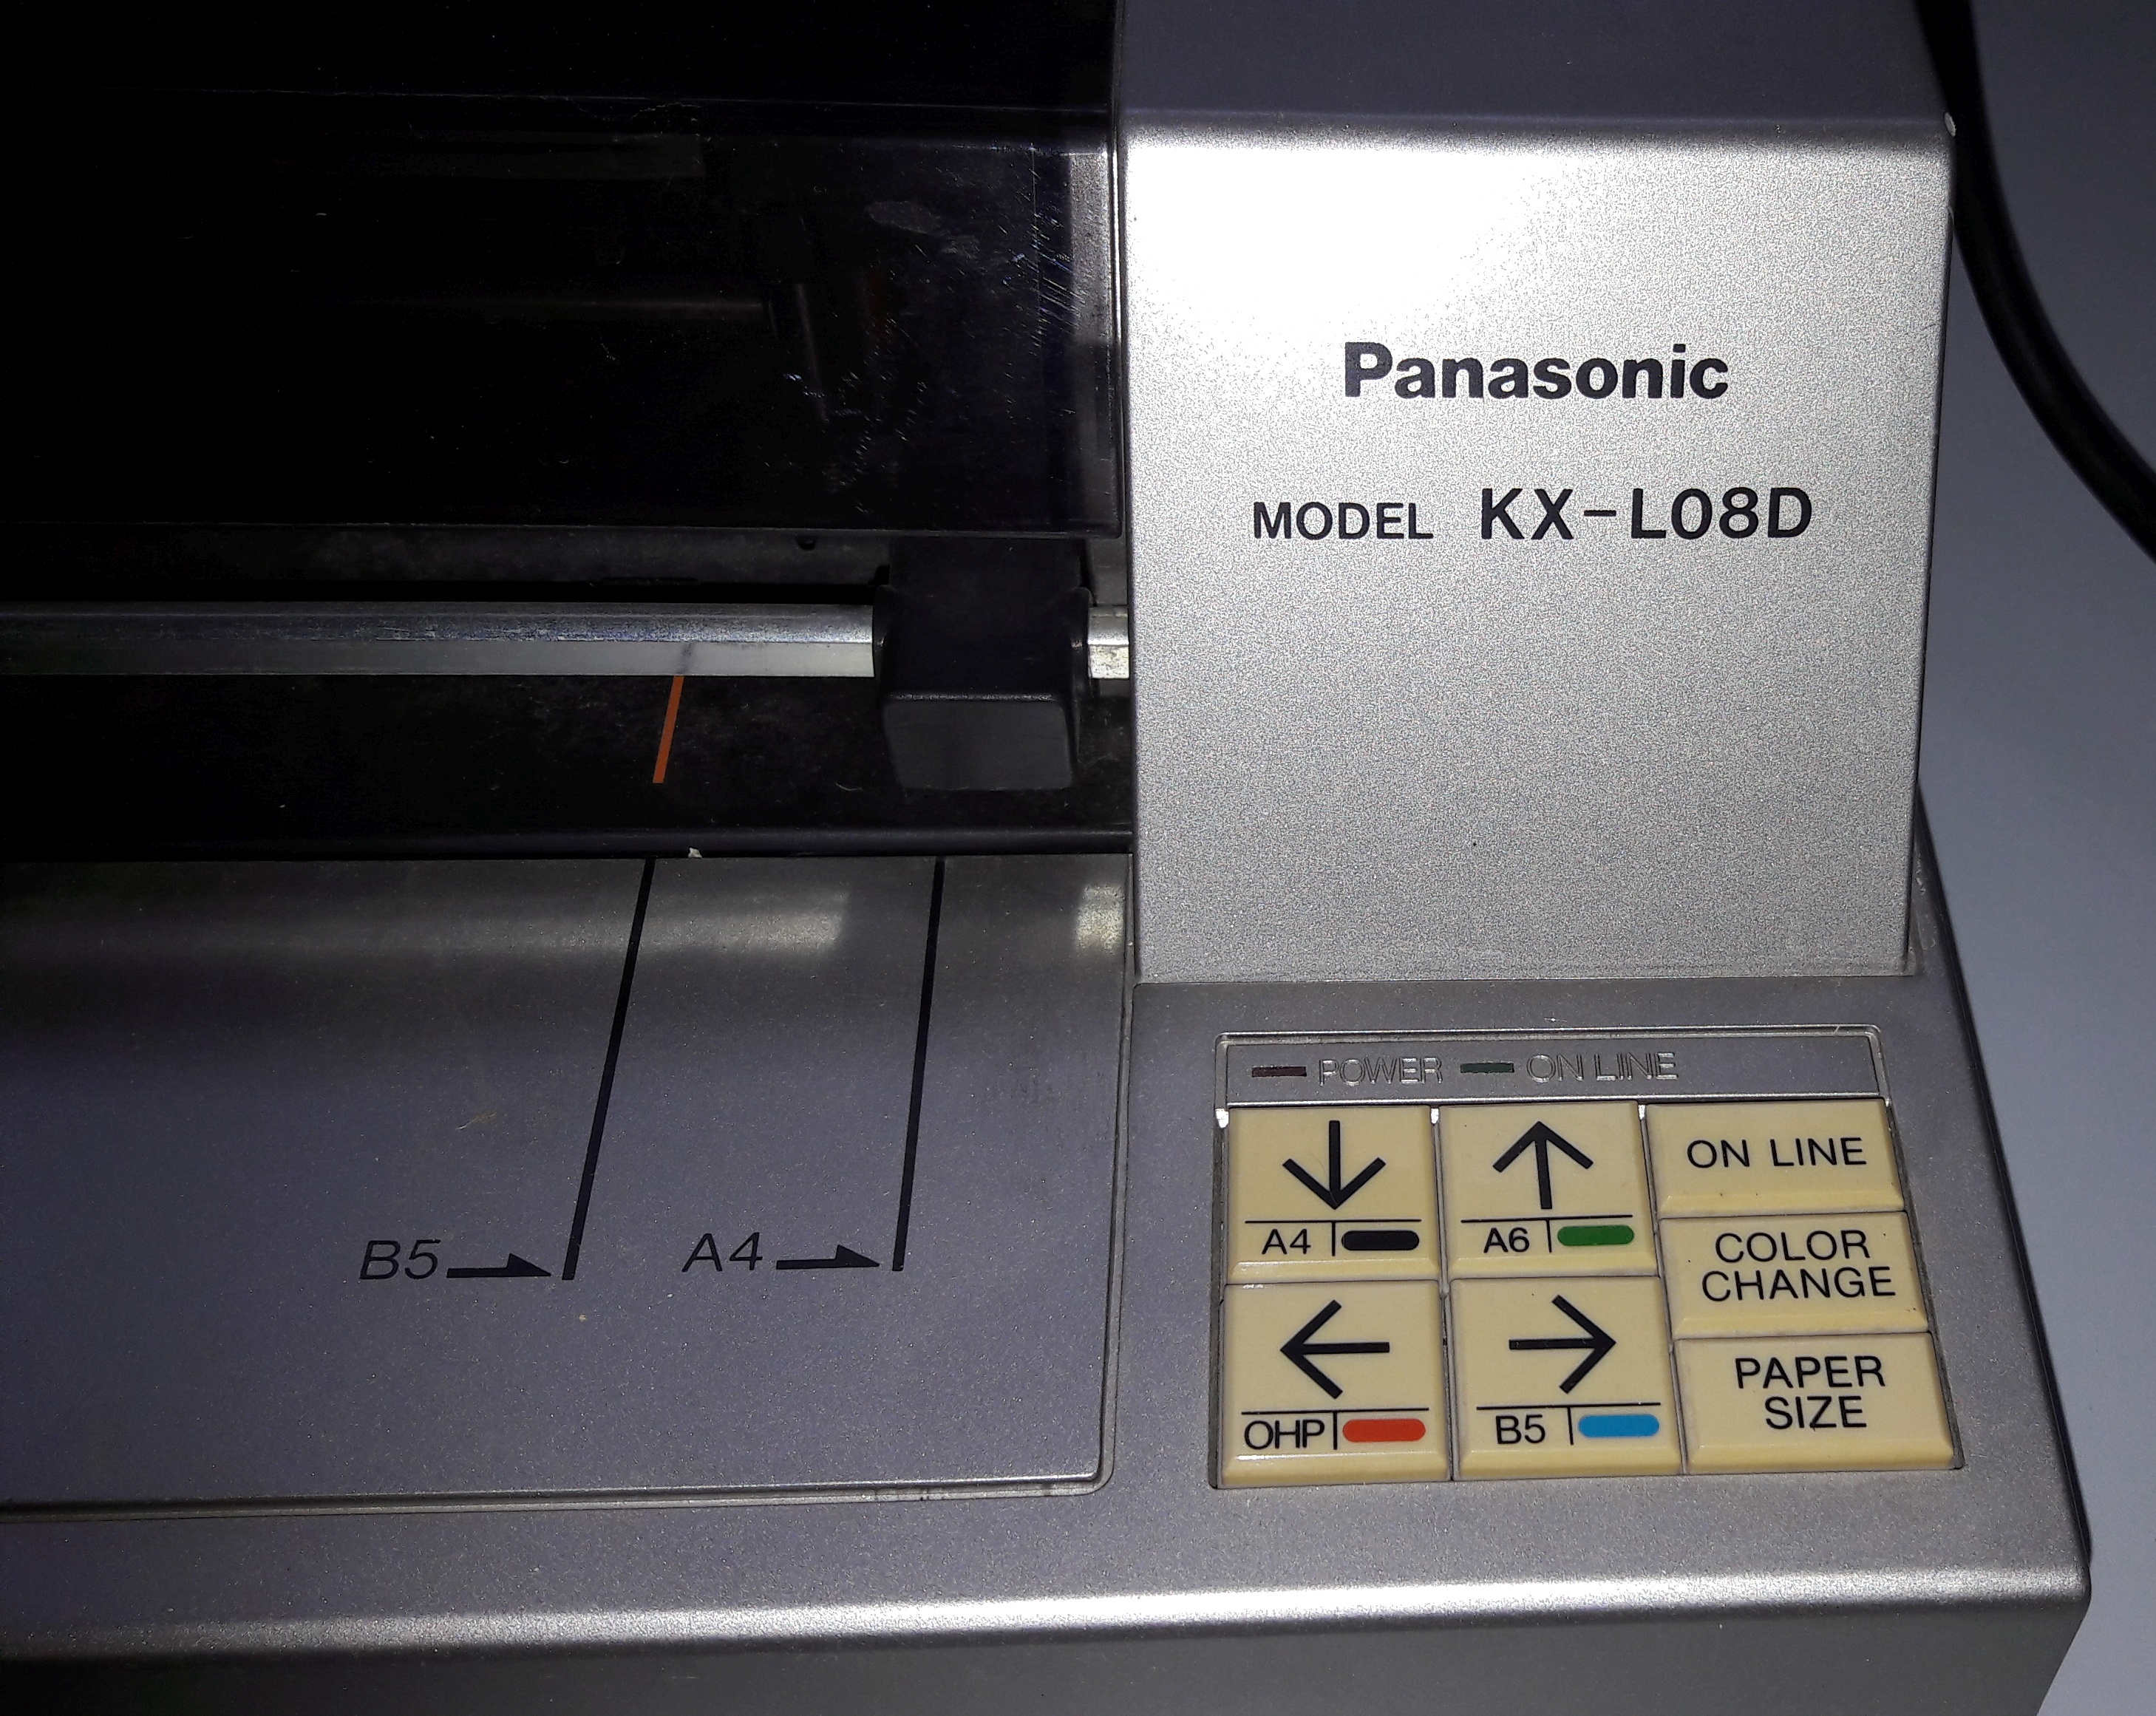 Panasonic
MODEL KX-L08D
POWER ON LINE
ON LINE
A4 A6
COLOR
CHANGE
B5 A4
PAPER
SIZE
OHP B5